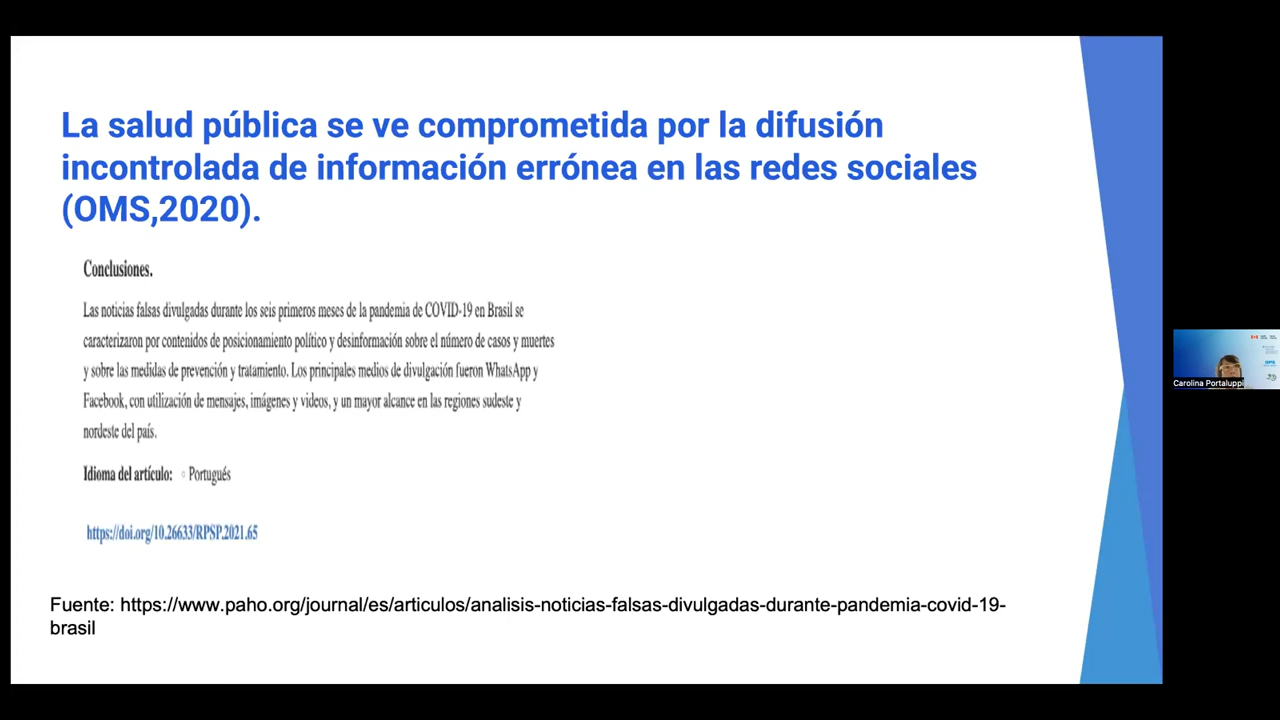 La salud pública se ve comprometida por la difusión
incontrolada de información errónea en las redes sociales
(OMS,2020).
Conclusiones.
Las noticias falsas divulgadas durante los seis primeros meses de la pandemia de COVID-19 en Brasil se
caracterizaron por contenidos de posicionamiento político y desinformación sobre el número de casos y muertes
y sobre las medidas de prevención y tratamiento. Los principales medios de divulgación fueron WhatsApp y
Facebook, con utilización de mensajes, imágenes y videos, y un mayor alcance en las regiones sudeste y
nordeste del país.
Idioma del artículo: ▫ Portugués
https://doi.org/10.26633/RPSP.2021.65
Fuente: https://www.paho.org/journal/es/articulos/analisis-noticias-falsas-divulgadas-durante-pandemia-covid-19-
brasil
Carolina Portaluppi